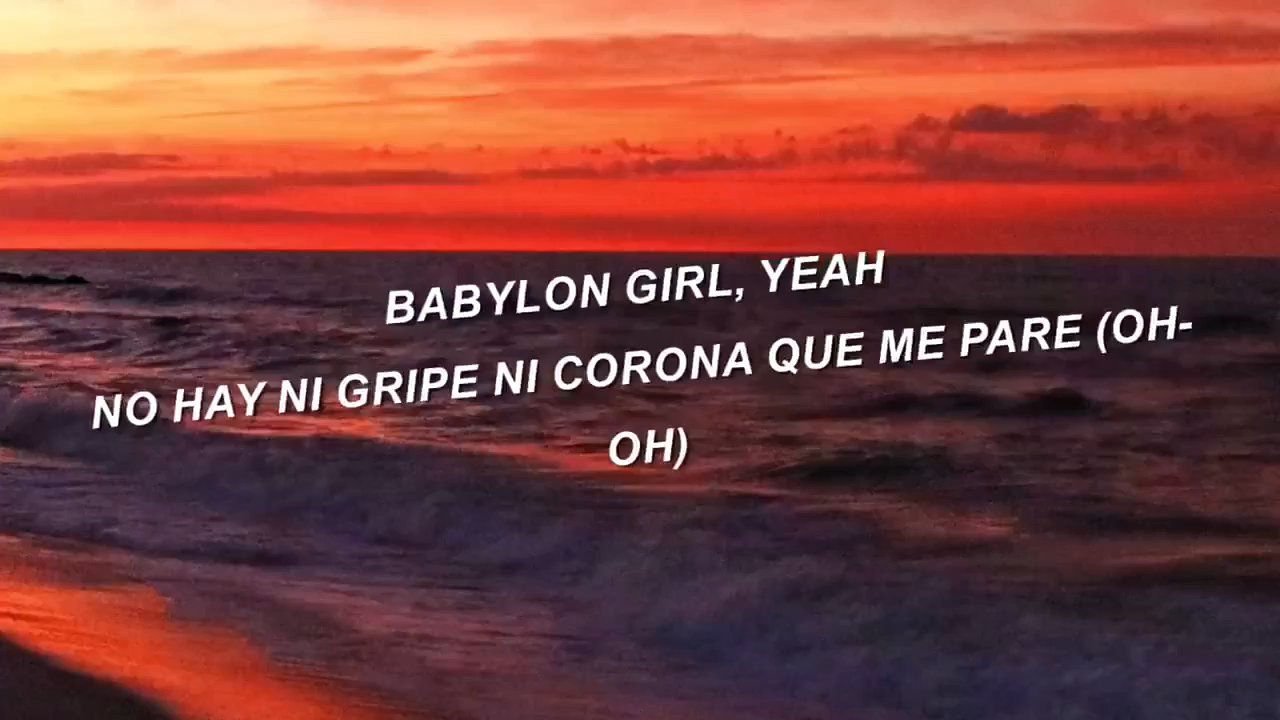 BABYLON GIRL, YEAH
NO HAY NI GRIPE NI CORONA QUE ME PARE (OH-
OH)